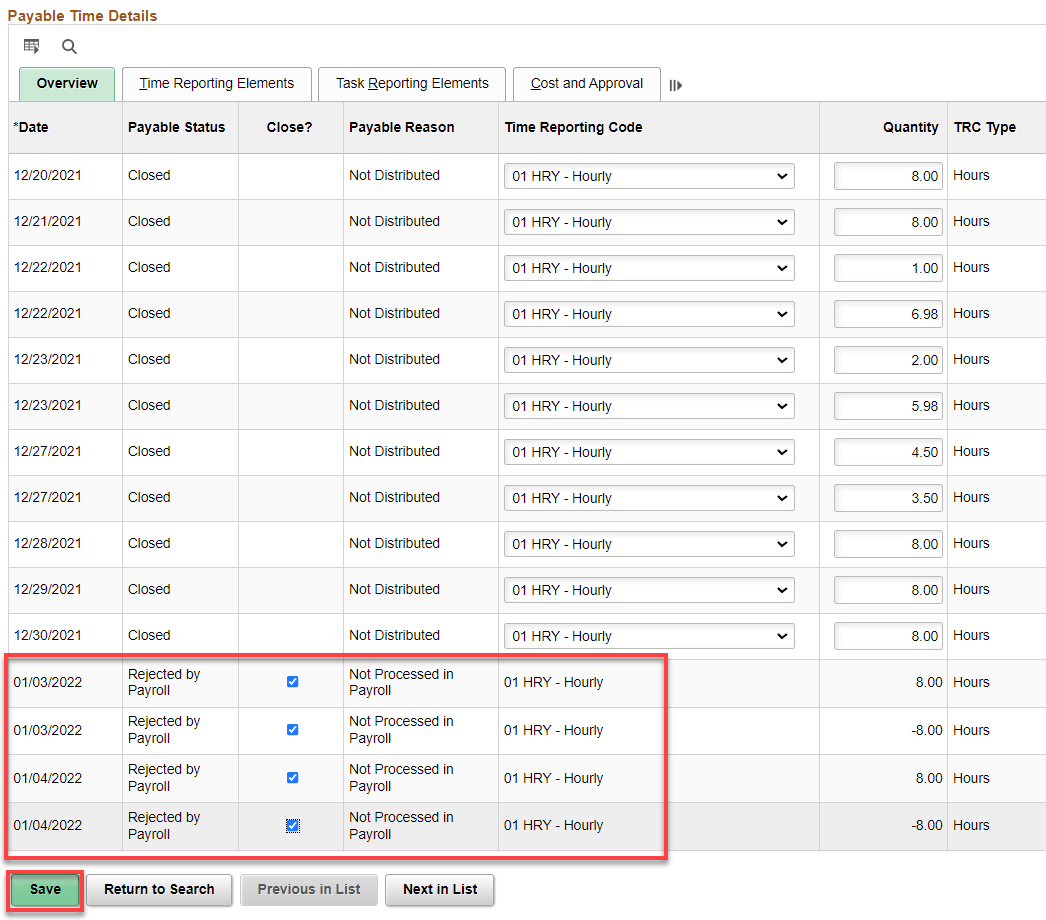 Payable Time Details
Overview Time Reporting Elements Task Reporting Elements Cost and Approval
*Date Payable Status Close? Payable Reason Time Reporting Code Quantity TRC Type
12/20/2021 Closed Not Distributed 01 HRY - Hourly 8.00 Hours
12/21/2021 Closed Not Distributed 01 HRY - Hourly 8.00 Hours
12/22/2021 Closed Not Distributed 01 HRY - Hourly 1.00 Hours
12/22/2021 Closed Not Distributed 01 HRY - Hourly 6.98 Hours
12/23/2021 Closed Not Distributed 01 HRY - Hourly 2.00 Hours
12/23/2021 Closed Not Distributed 01 HRY - Hourly 5.98 Hours
12/27/2021 Closed Not Distributed 01 HRY - Hourly 4.50 Hours
12/27/2021 Closed Not Distributed 01 HRY - Hourly 3.50 Hours
12/28/2021 Closed Not Distributed 01 HRY - Hourly 8.00 Hours
12/29/2021 Closed Not Distributed 01 HRY - Hourly 8.00 Hours
12/30/2021 Closed Not Distributed 01 HRY - Hourly 8.00 Hours
01/03/2022 Rejected by Payroll Not Processed in Payroll 01 HRY - Hourly 8.00 Hours
01/03/2022 Rejected by Payroll Not Processed in Payroll 01 HRY - Hourly -8.00 Hours
01/04/2022 Rejected by Payroll Not Processed in Payroll 01 HRY - Hourly 8.00 Hours
01/04/2022 Rejected by Payroll Not Processed in Payroll 01 HRY - Hourly -8.00 Hours
Save Return to Search Previous in List Next in List